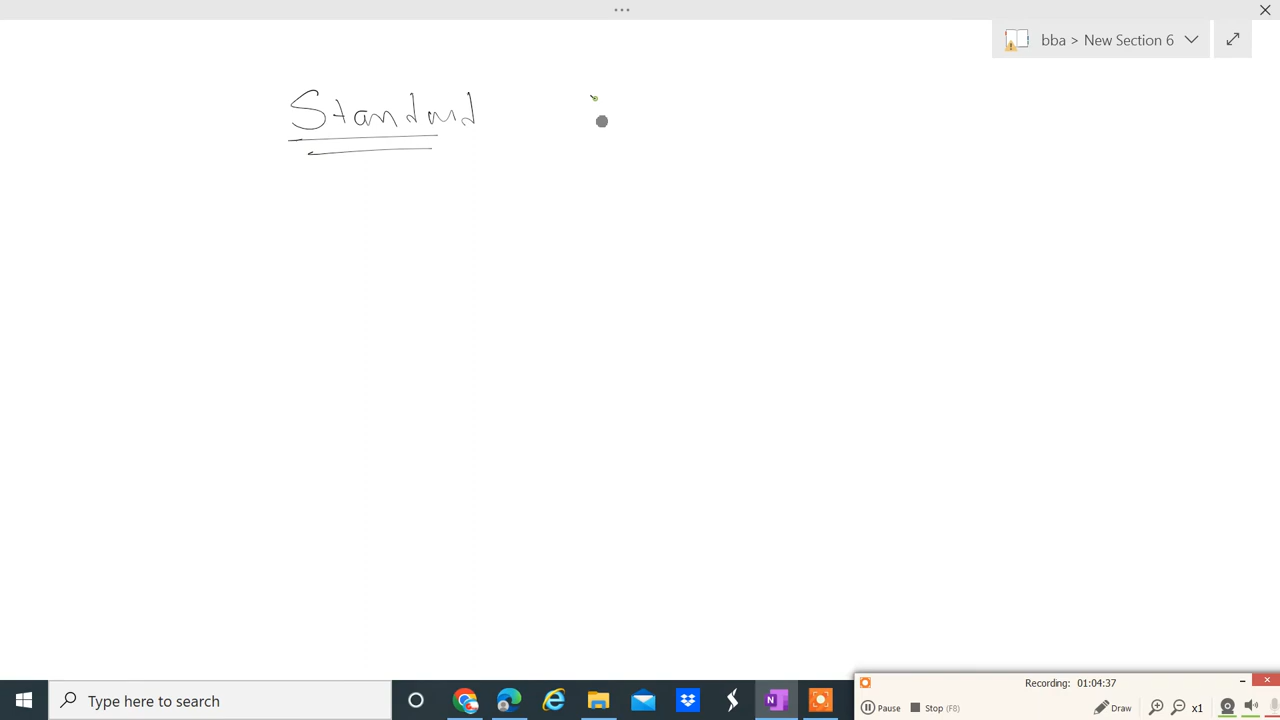 bba > New Section 6
Standard
Type here to search
Recording: 01:04:37
Pause
Stop (F8)
Draw
x1